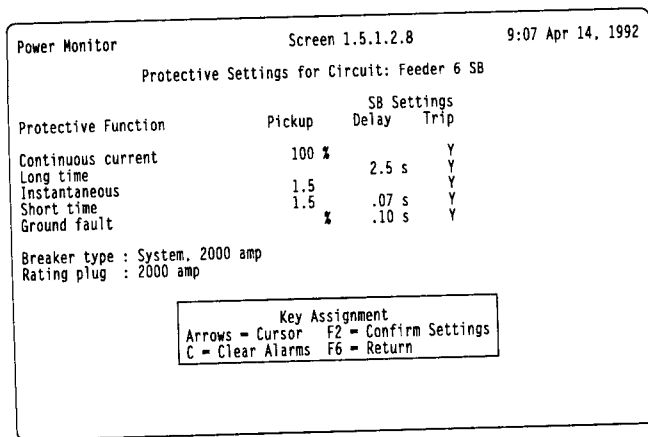 Power Monitor Screen 1.5.1.2.8 9:07 Apr 14, 1992
Protective Settings for Circuit: Feeder 6 SB
SB Settings
Protective Function Pickup Delay Trip
Continuous current 100 % Y
Long time 2.5 s Y
Instantaneous 1.5 Y
Short time 1.5 .07 s Y
Ground fault % .10 s Y
Breaker type : System, 2000 amp
Rating plug : 2000 amp
Key Assignment
Arrows = Cursor F2 = Confirm Settings
C = Clear Alarms F6 = Return